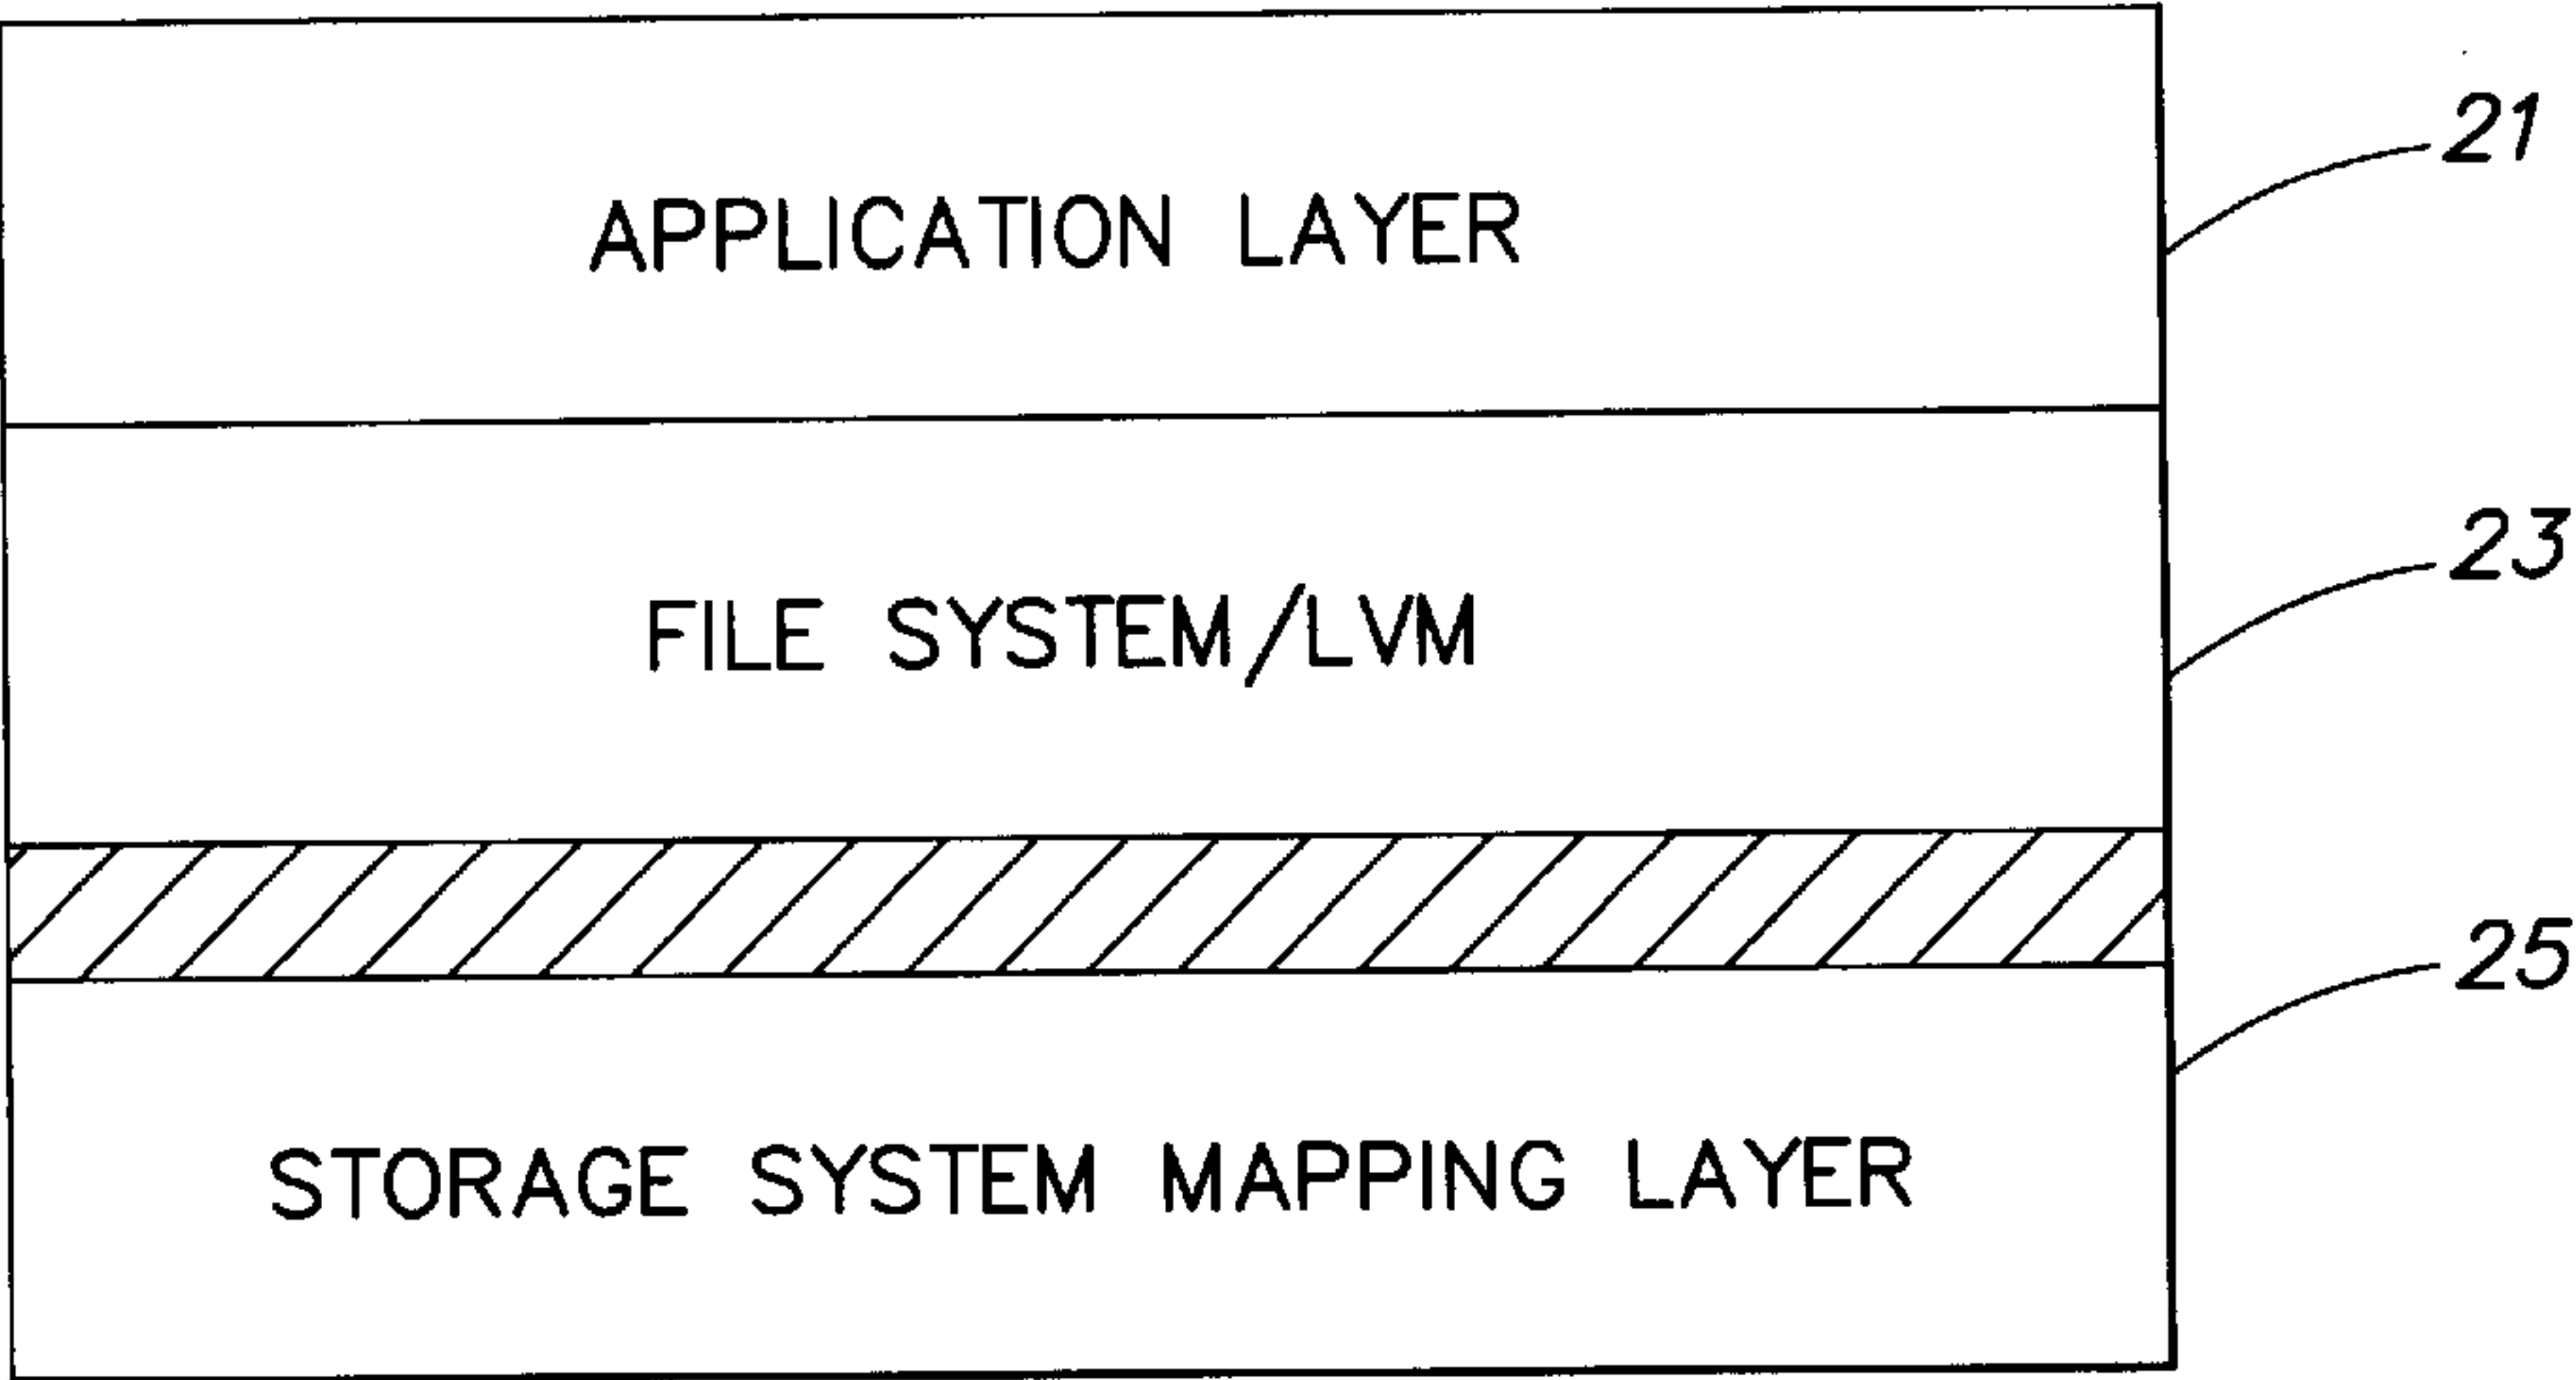 21
APPLICATION LAYER
23
FILE SYSTEM/LVM
25
STORAGE SYSTEM MAPPING LAYER